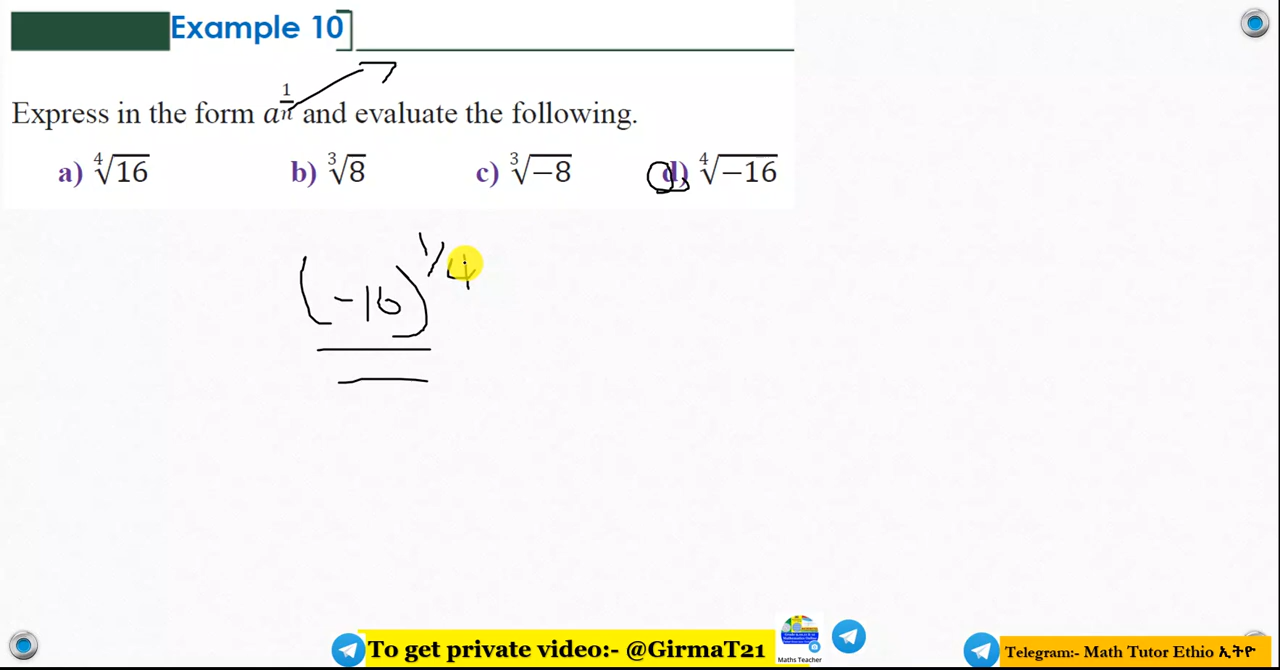 Example 10
Express in the form a^{1/n} and evaluate the following.
a) ⁴√16 b) ³√8 c) ³√−8 d) ⁴√−16
(-16)^{1/4}
To get private video:- @GirmaT21
Maths Teacher
Telegram:- Math Tutor Ethio ኢትዮ